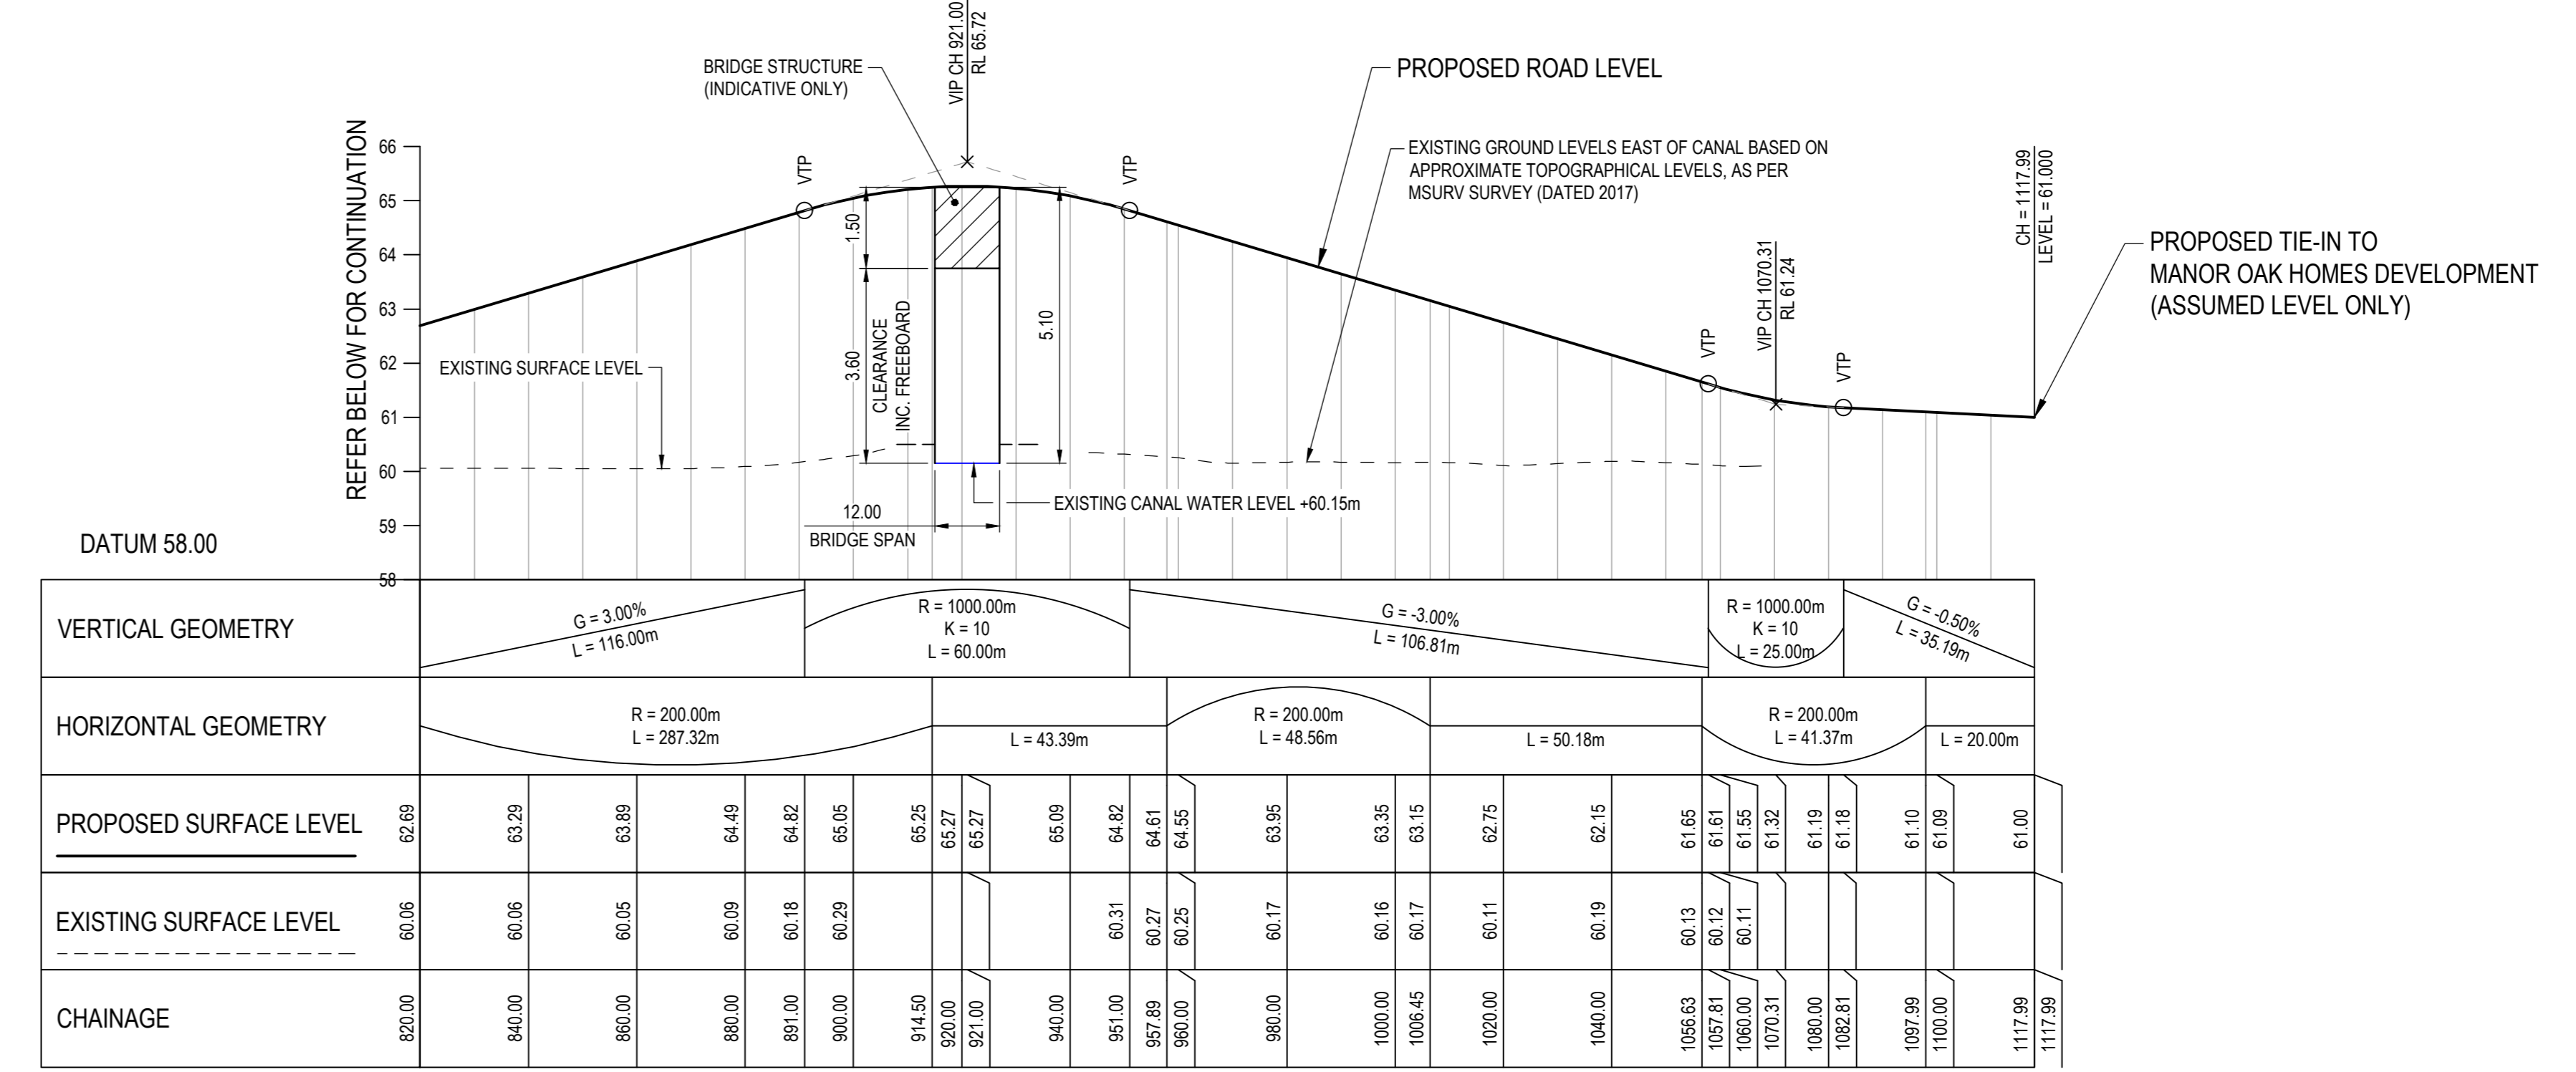 VIP CH 921.00
RL 65.72
BRIDGE STRUCTURE
(INDICATIVE ONLY)
PROPOSED ROAD LEVEL
EXISTING GROUND LEVELS EAST OF CANAL BASED ON
APPROXIMATE TOPOGRAPHICAL LEVELS, AS PER
MSURV SURVEY (DATED 2017)
REFER BELOW FOR CONTINUATION
66
65
64
63
62
61
60
59
58
VTP
VTP
1.50
3.60
CLEARANCE
INC. FREEBOARD
5.10
EXISTING SURFACE LEVEL
VTP
VIP CH 1070.31
RL 61.24
VTP
CH = 1117.99
LEVEL = 61.000
PROPOSED TIE-IN TO
MANOR OAK HOMES DEVELOPMENT
(ASSUMED LEVEL ONLY)
EXISTING CANAL WATER LEVEL +60.15m
12.00
BRIDGE SPAN
DATUM 58.00
VERTICAL GEOMETRY
G = 3.00%
L = 116.00m
R = 1000.00m
K = 10
L = 60.00m
G = -3.00%
L = 106.81m
R = 1000.00m
K = 10
L = 25.00m
G = -0.50%
L = 35.19m
HORIZONTAL GEOMETRY
R = 200.00m
L = 287.32m
L = 43.39m
R = 200.00m
L = 48.56m
L = 50.18m
R = 200.00m
L = 41.37m
L = 20.00m
PROPOSED SURFACE LEVEL
62.69
63.29
63.89
64.49
64.82
65.05
65.25
65.27
65.27
65.09
64.82
64.61
64.55
63.95
63.35
63.15
62.75
62.15
61.65
61.61
61.55
61.32
61.19
61.18
61.10
61.09
61.00
EXISTING SURFACE LEVEL
60.06
60.06
60.05
60.09
60.18
60.29
60.31
60.27
60.25
60.17
60.16
60.17
60.11
60.19
60.13
60.12
60.11
CHAINAGE
820.00
840.00
860.00
880.00
891.00
900.00
914.50
920.00
921.00
940.00
951.00
957.89
960.00
980.00
1000.00
1006.45
1020.00
1040.00
1056.63
1057.81
1060.00
1070.31
1080.00
1082.81
1097.99
1100.00
1117.99
1117.99